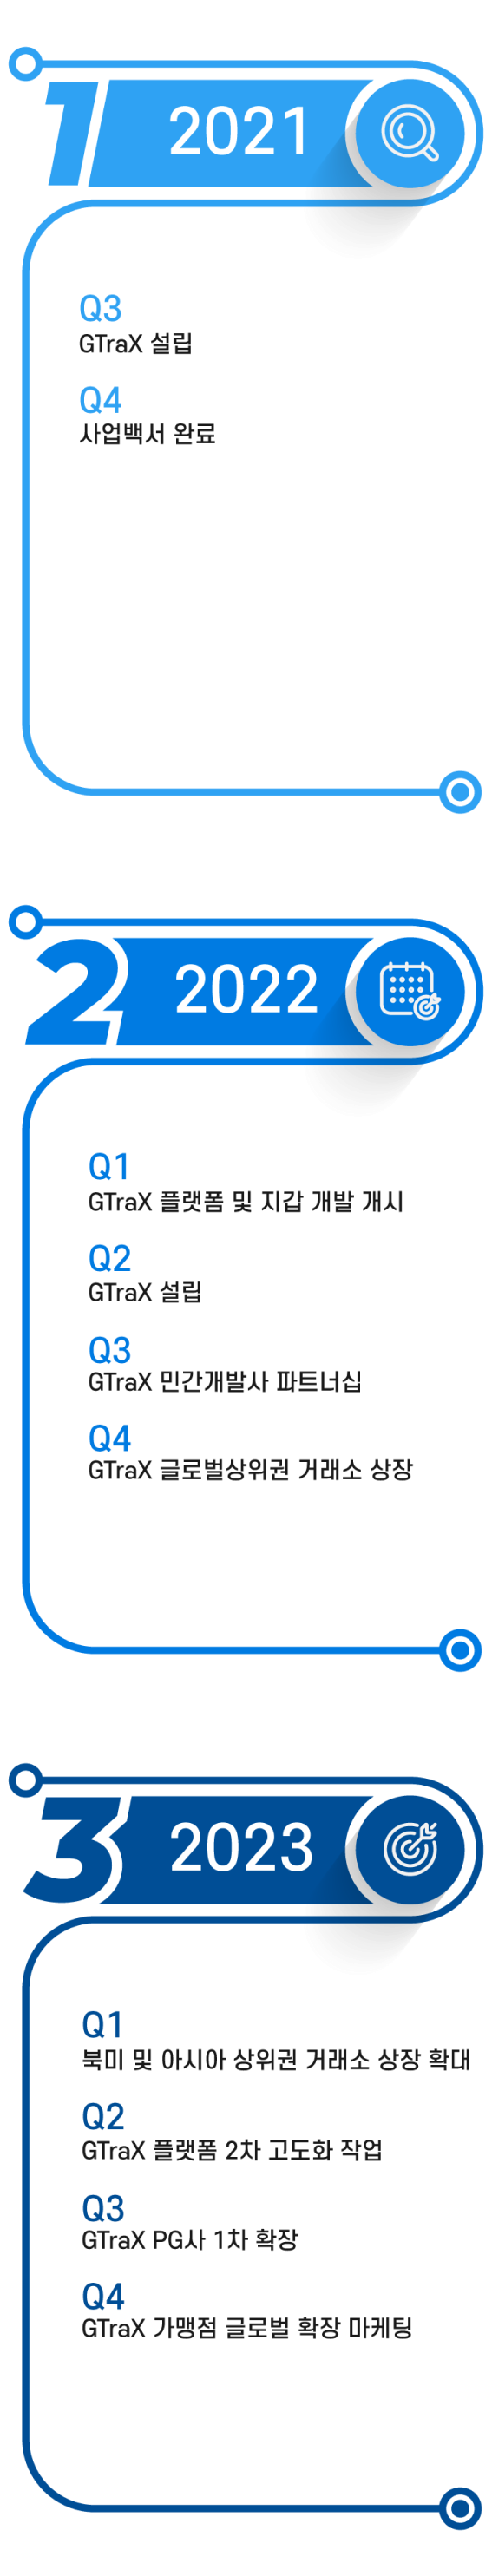 1
2021
Q3
GTraX 설립
Q4
사업백서 완료
2
2022
Q1
GTraX 플랫폼 및 지갑 개발 개시
Q2
GTraX 설립
Q3
GTraX 민간개발사 파트너십
Q4
GTraX 글로벌상위권 거래소 상장
3
2023
Q1
북미 및 아시아 상위권 거래소 상장 확대
Q2
GTraX 플랫폼 2차 고도화 작업
Q3
GTraX PG사 1차 확장
Q4
GTraX 가맹점 글로벌 확장 마케팅